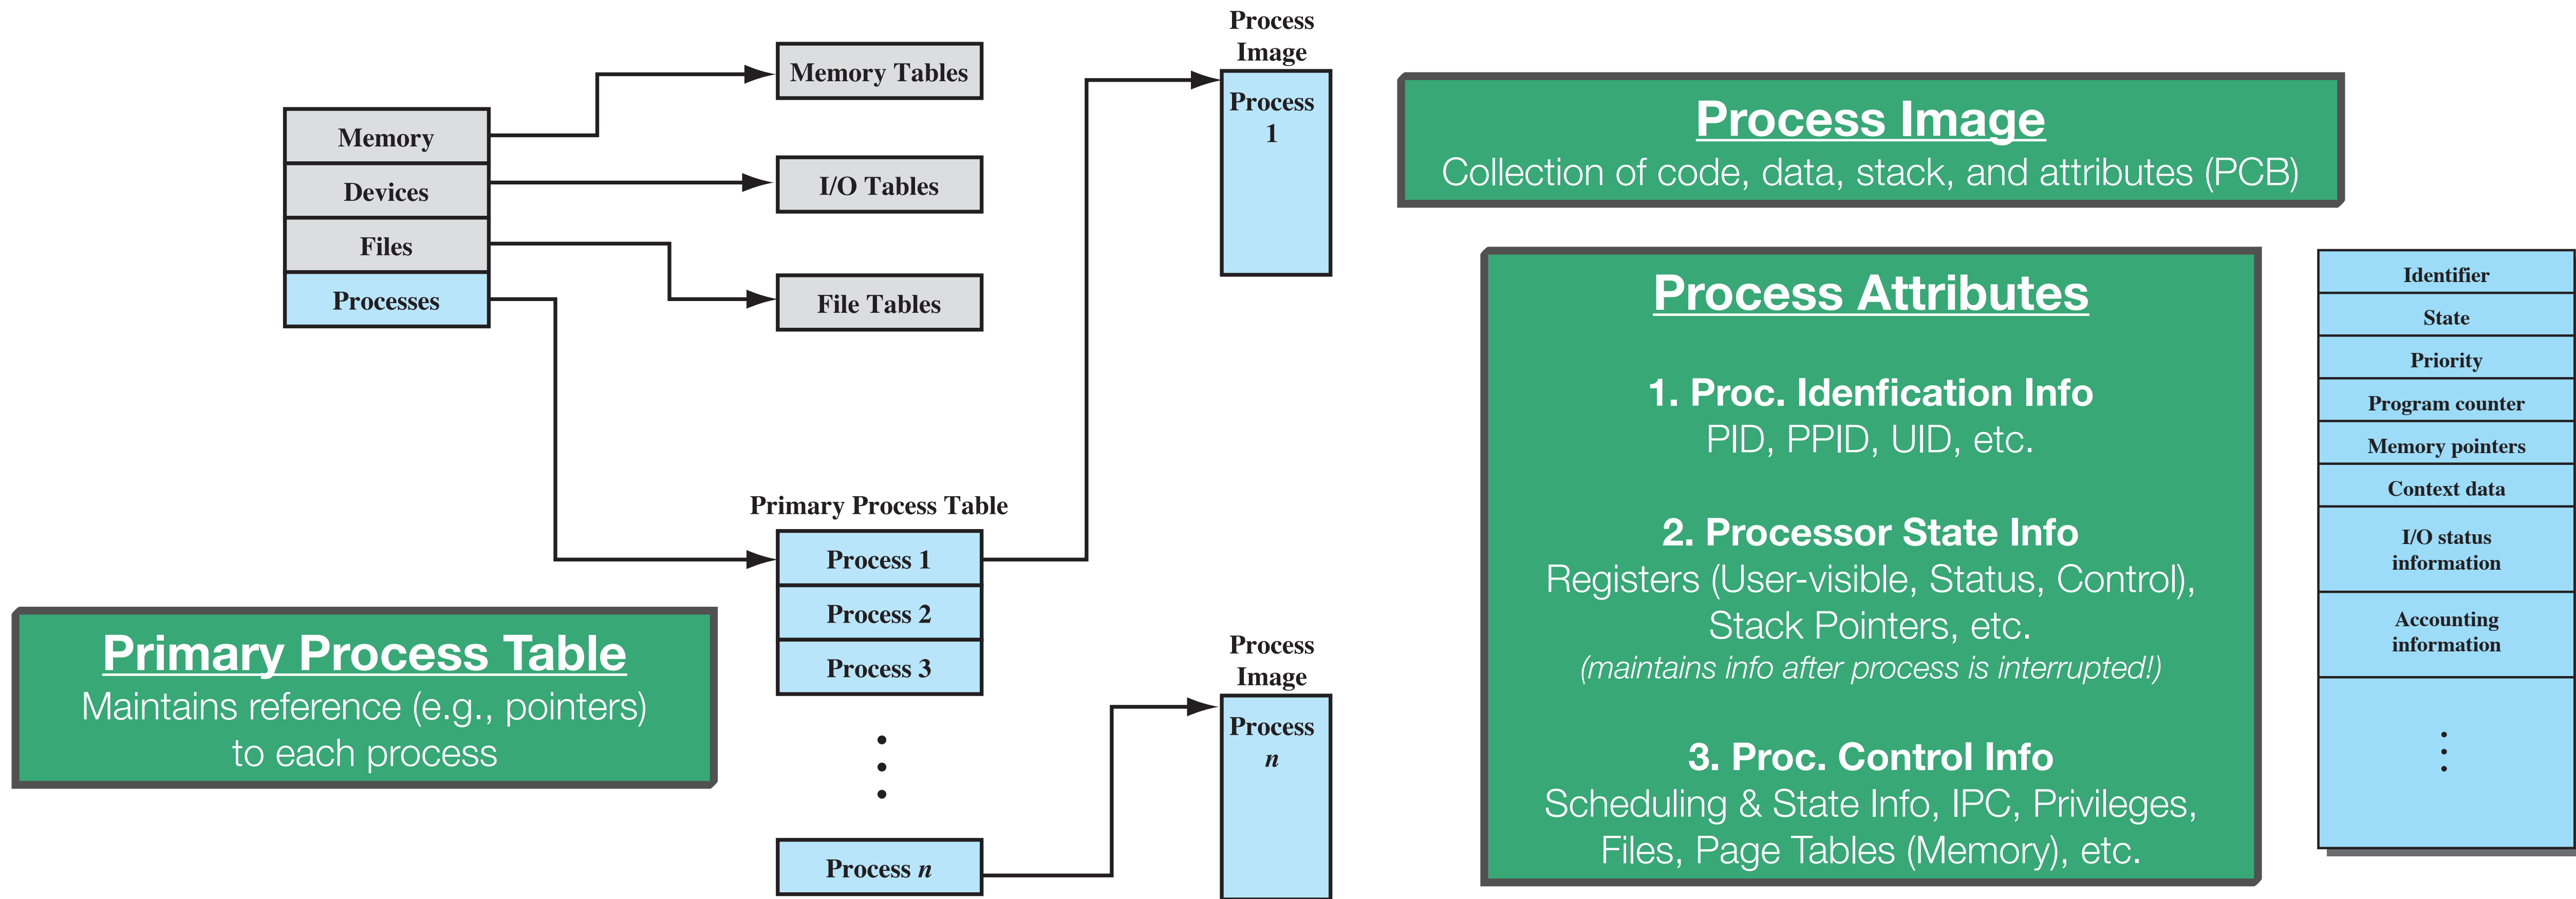 Memory
Devices
Files
Processes
Memory Tables
I/O Tables
File Tables
Primary Process Table
Process 1
Process 2
Process 3
Process n
Process
Image
Process
1
Process
Image
Process
n
Primary Process Table
Maintains reference (e.g., pointers)
to each process
Process Image
Collection of code, data, stack, and attributes (PCB)
Process Attributes
1. Proc. Idenfication Info
PID, PPID, UID, etc.
2. Processor State Info
Registers (User-visible, Status, Control),
Stack Pointers, etc.
(maintains info after process is interrupted!)
3. Proc. Control Info
Scheduling & State Info, IPC, Privileges,
Files, Page Tables (Memory), etc.
Identifier
State
Priority
Program counter
Memory pointers
Context data
I/O status
information
Accounting
information